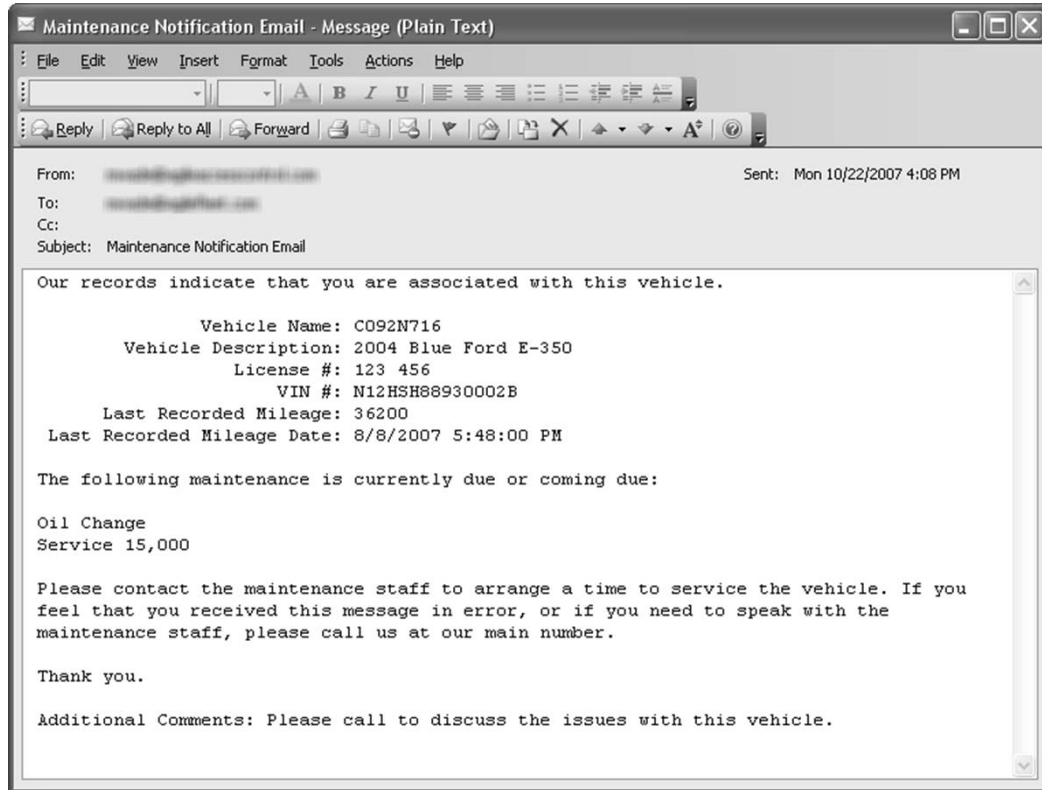 Maintenance Notification Email - Message (Plain Text)
File Edit View Insert Format Tools Actions Help
A B I U
Reply Reply to All Forward A
From:
Sent: Mon 10/22/2007 4:08 PM
To:
Cc:
Subject: Maintenance Notification Email
Our records indicate that you are associated with this vehicle.
Vehicle Name: C092N716
Vehicle Description: 2004 Blue Ford E-350
License #: 123 456
VIN #: N12HSH88930002B
Last Recorded Mileage: 36200
Last Recorded Mileage Date: 8/8/2007 5:48:00 PM
The following maintenance is currently due or coming due:
Oil Change
Service 15,000
Please contact the maintenance staff to arrange a time to service the vehicle. If you
feel that you received this message in error, or if you need to speak with the
maintenance staff, please call us at our main number.
Thank you.
Additional Comments: Please call to discuss the issues with this vehicle.